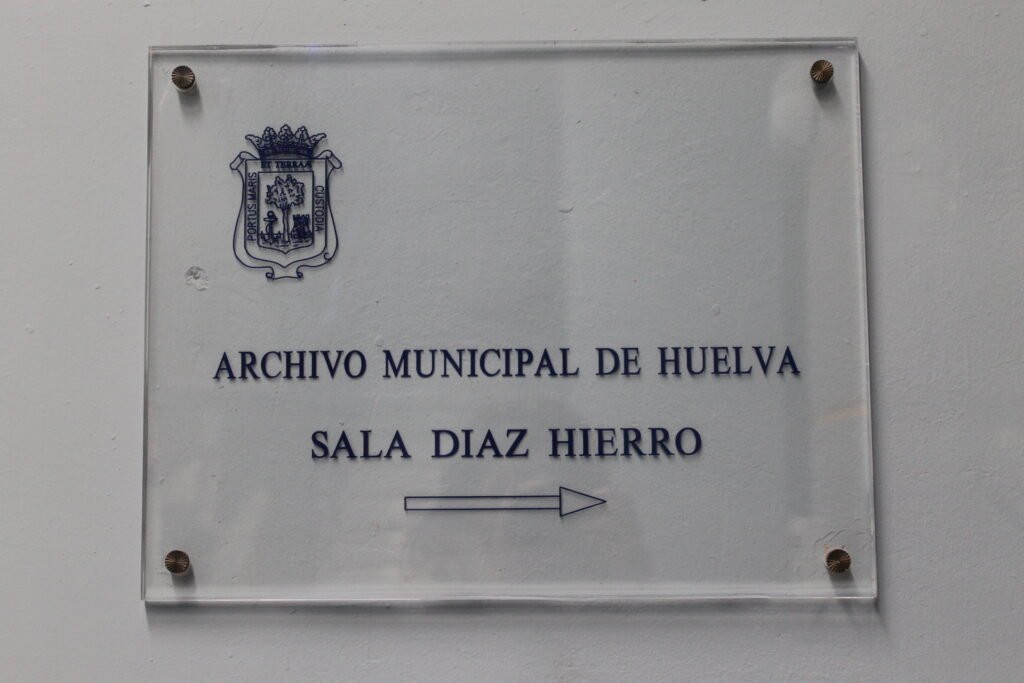 ET TERRAE
PORTUS MARIS
CUSTODIA
ARCHIVO MUNICIPAL DE HUELVA
SALA DIAZ HIERRO